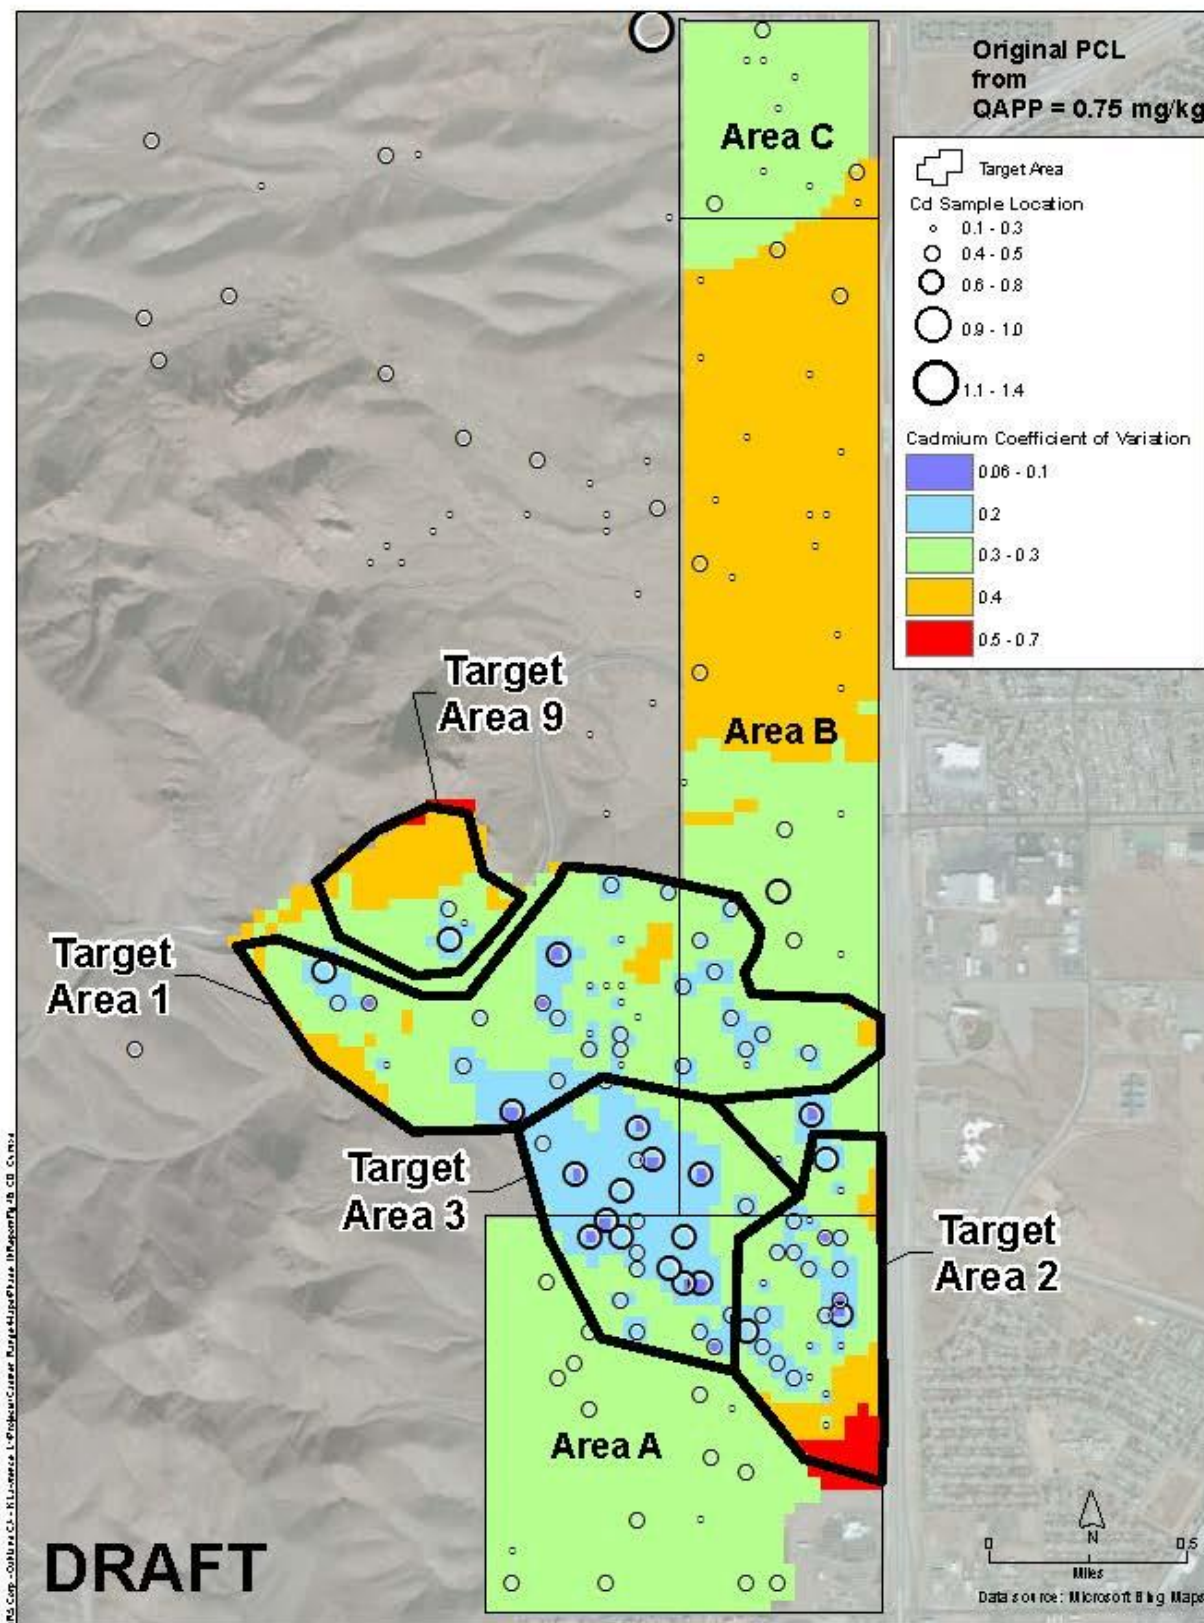 Original PCL
from
QAPP = 0.75 mg/kg
Area C
Target Area
Cd Sample Location
0.1 - 0.3
0.4 - 0.5
0.6 - 0.8
0.9 - 1.0
1.1 - 1.4
Cadmium Coefficient of Variation
0.06 - 0.1
0.2
0.3 - 0.3
0.4
0.5 - 0.7
Target
Area 9
Area B
Target
Area 1
Target
Area 3
Target
Area 2
Area A
DRAFT
N
0 0.5
Miles
Data source: Microsoft Bing Maps